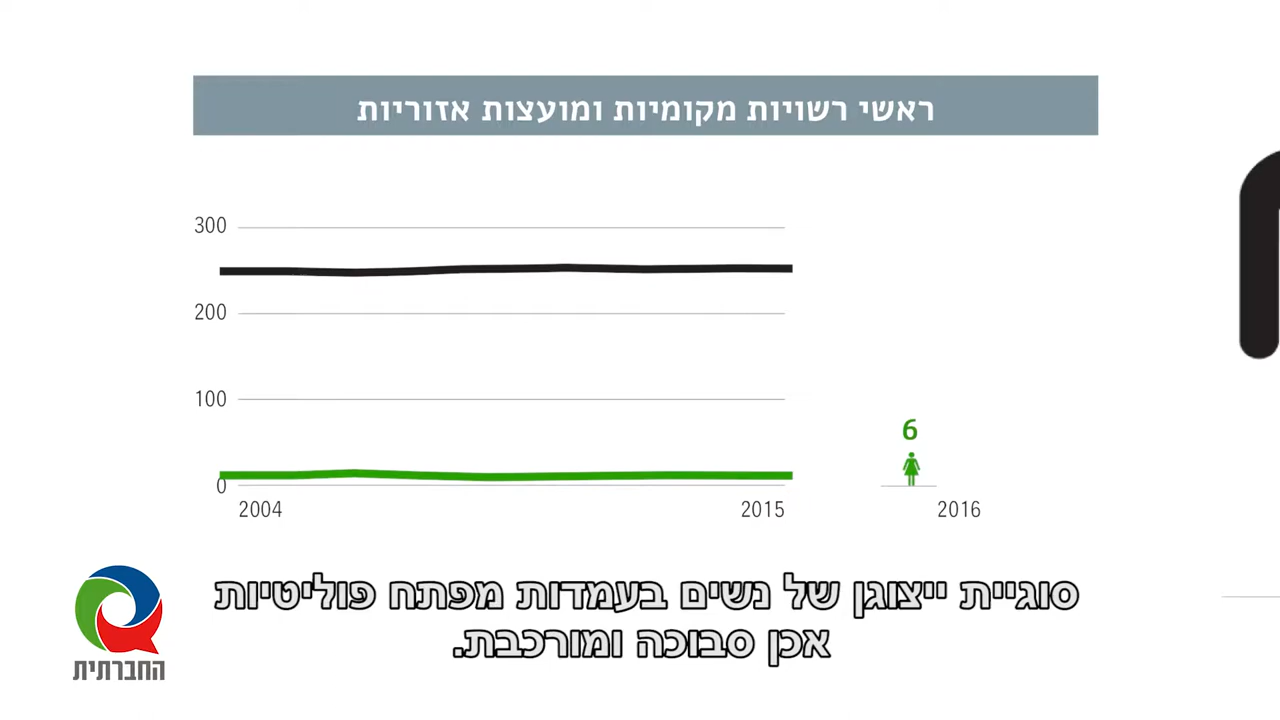 ראשי רשויות מקומיות ומועצות אזוריות
300
200
100
0
2004
2015
6
2016
סוגיית ייצוגן של נשים בעמדות מפתח פוליטיות
אכן סבוכה ומורכבת.
החברתית